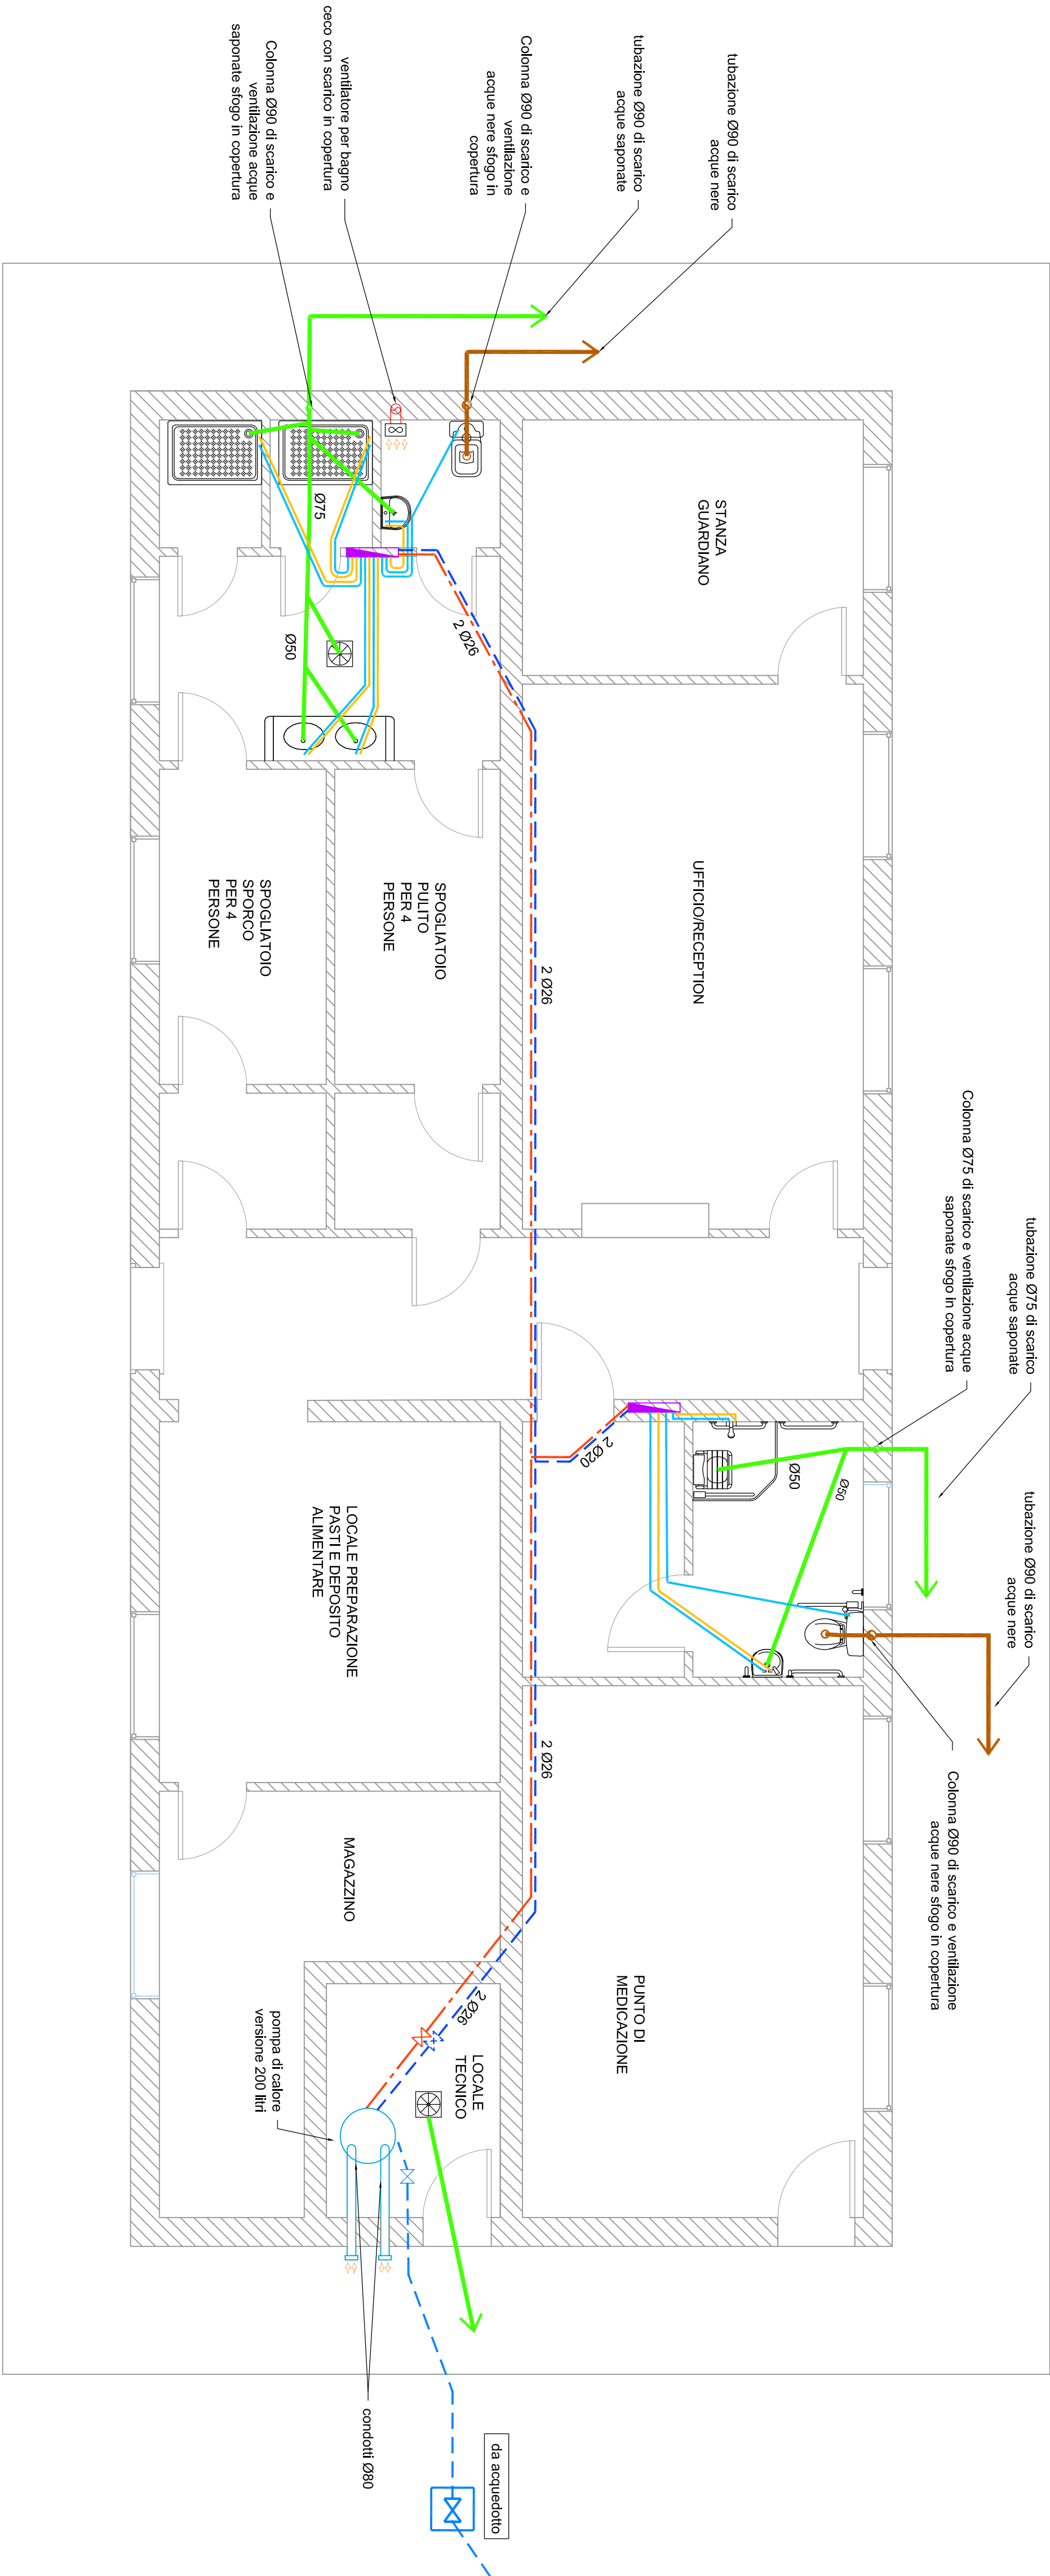 tubazione Ø75 di scarico
acque saponate
tubazione Ø90 di scarico
acque nere
Colonna Ø75 di scarico e ventilazione acque
saponate sfogo in copertura
Colonna Ø90 di scarico e ventilazione
acque nere sfogo in copertura
tubazione Ø90 di scarico
acque nere
tubazione Ø90 di scarico
acque saponate
Colonna Ø90 di scarico e
ventilazione
acque nere sfogo in
copertura
ventilatore per bagno
ceco con scarico in copertura
Colonna Ø90 di scarico e
ventilazione acque
saponate sfogo in copertura
STANZA
GUARDIANO
UFFICIO/RECEPTION
Ø50
Ø50
2 Ø20
PUNTO DI
MEDICAZIONE
2 Ø26
2 Ø26
2 Ø26
2 Ø26
Ø75
Ø50
SPOGLIATOIO
PULITO
PER 4
PERSONE
SPOGLIATOIO
SPORCO
PER 4
PERSONE
LOCALE PREPARAZIONE
PASTI E DEPOSITO
ALIMENTARE
MAGAZZINO
LOCALE
TECNICO
pompa di calore
versione 200 litri
condotti Ø80
da acquedotto